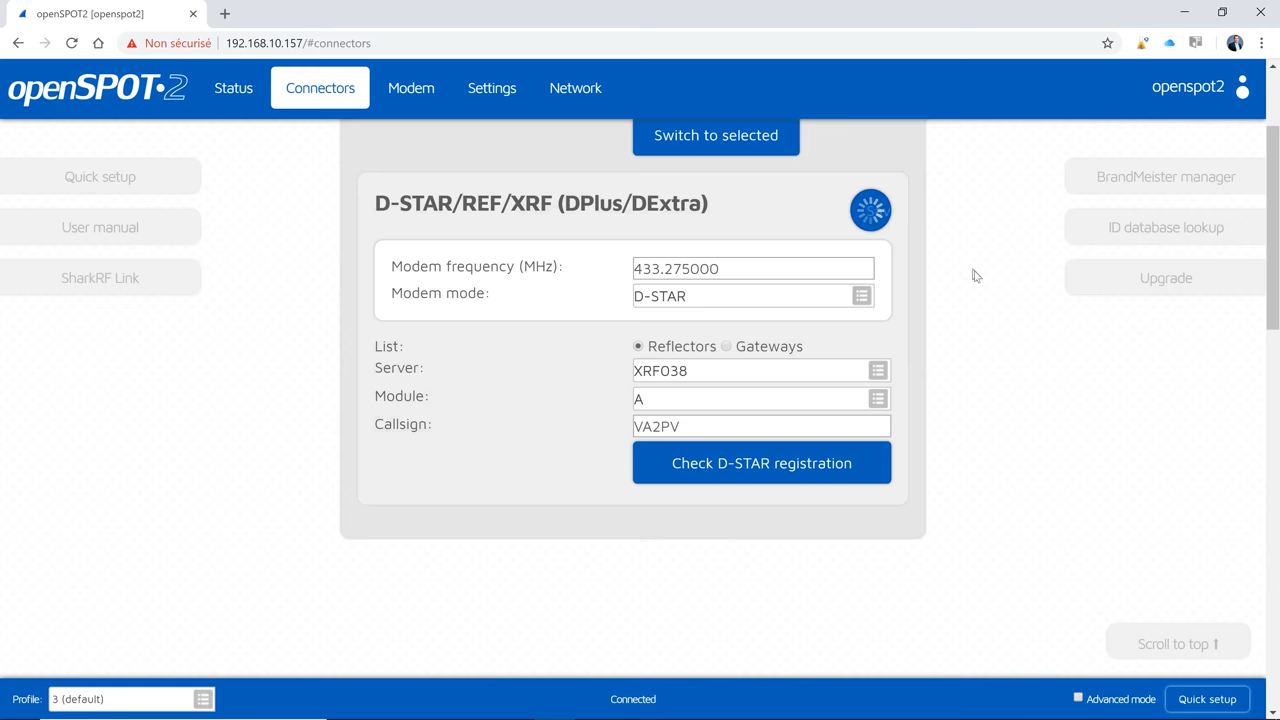 openSPOT2 [openspot2]
Non sécurisé
192.168.10.157/#connectors
openSPOT•2
Status
Connectors
Modem
Settings
Network
openspot2
Switch to selected
Quick setup
User manual
SharkRF Link
BrandMeister manager
ID database lookup
Upgrade
D-STAR/REF/XRF (DPlus/DExtra)
Modem frequency (MHz): 433.275000
Modem mode: D-STAR
List: Reflectors Gateways
Server: XRF038
Module: A
Callsign: VA2PV
Check D-STAR registration
Scroll to top ⬆
Profile: 3 (default)
Connected
Advanced mode
Quick setup